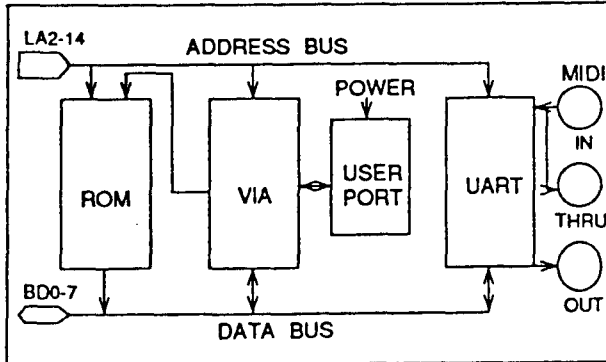 LA2-14
ADDRESS BUS
MIDI
POWER
IN
ROM
VIA
USER
PORT
UART
THRU
BD0-7
DATA BUS
OUT